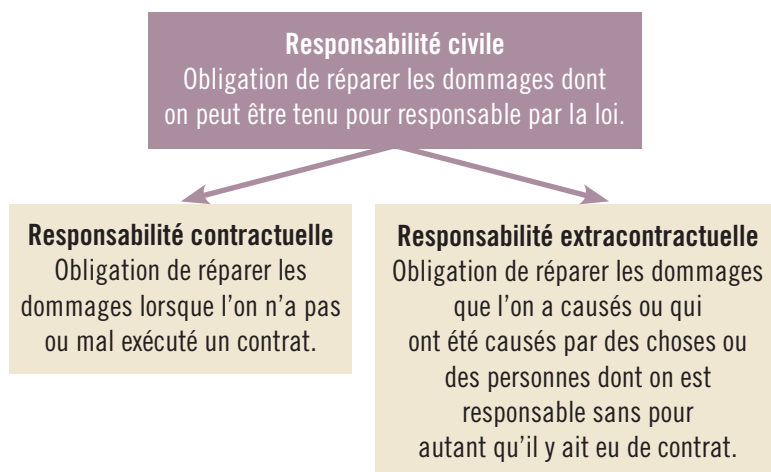 Responsabilité civile
Obligation de réparer les dommages dont
on peut être tenu pour responsable par la loi.
Responsabilité contractuelle
Obligation de réparer les
dommages lorsque l’on n’a pas
ou mal exécuté un contrat.
Responsabilité extracontractuelle
Obligation de réparer les dommages
que l’on a causés ou qui
ont été causés par des choses ou
des personnes dont on est
responsable sans pour
autant qu’il y ait eu de contrat.